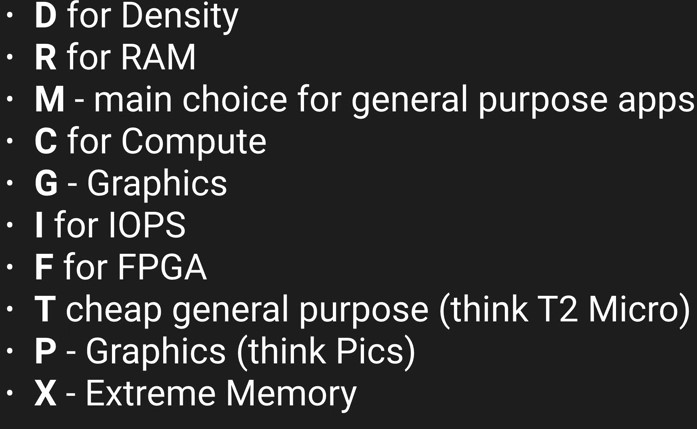 • D for Density
• R for RAM
• M - main choice for general purpose apps
• C for Compute
• G - Graphics
• I for IOPS
• F for FPGA
• T cheap general purpose (think T2 Micro)
• P - Graphics (think Pics)
• X - Extreme Memory